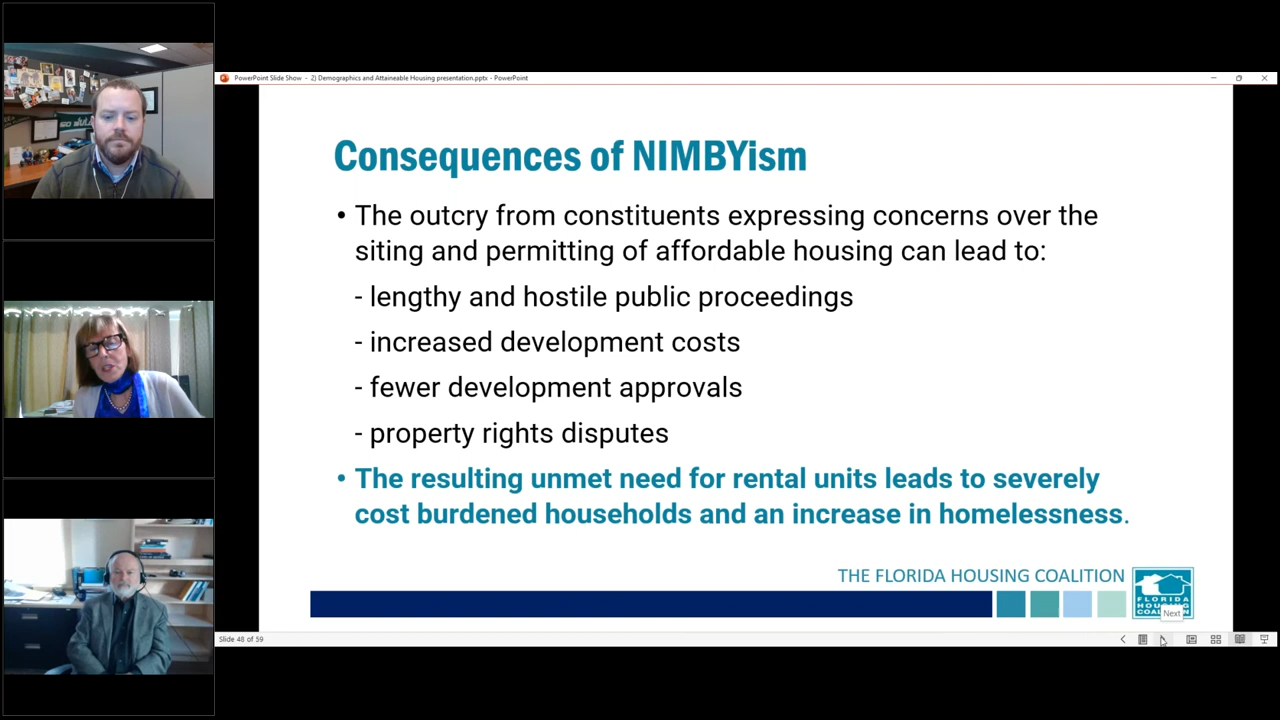 PowerPoint Slide Show - 2) Demographics and Attaineable Housing presentation.pptx - PowerPoint
Consequences of NIMBYism
• The outcry from constituents expressing concerns over the
siting and permitting of affordable housing can lead to:
- lengthy and hostile public proceedings
- increased development costs
- fewer development approvals
- property rights disputes
• The resulting unmet need for rental units leads to severely
cost burdened households and an increase in homelessness.
THE FLORIDA HOUSING COALITION
FLORIDA
Next
Slide 48 of 59